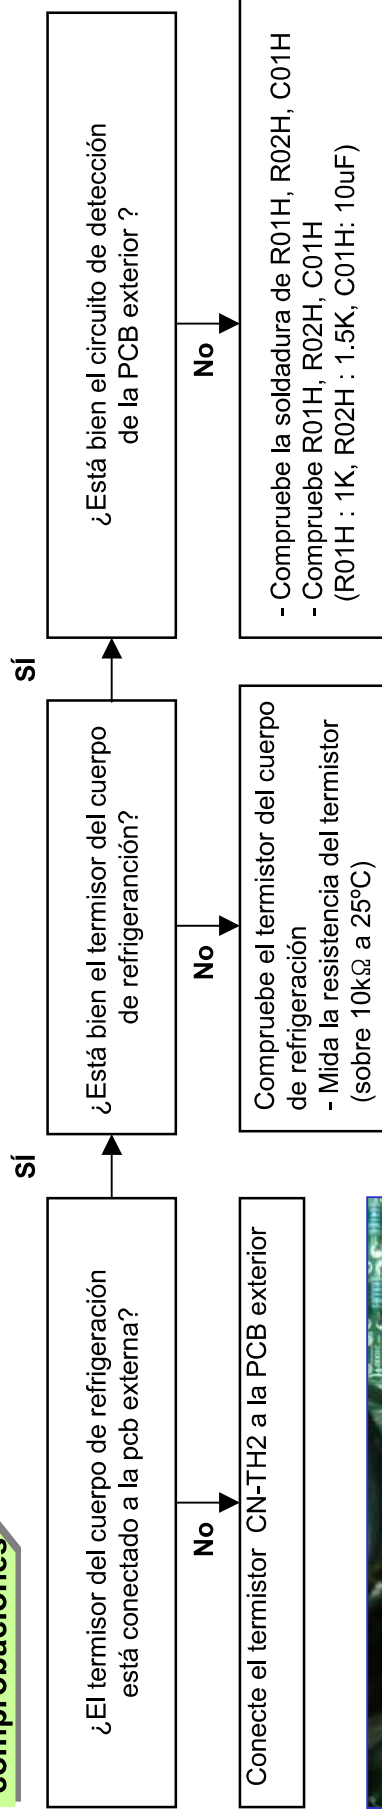 comprobaciones
¿El termisor del cuerpo de refrigeración
está conectado a la pcb externa?
SÍ
No
Conecte el termistor CN-TH2 a la PCB exterior
¿Está bien el termisor del cuerpo
de refrigeranción?
SÍ
No
Compruebe el termistor del cuerpo
de refrigeración
- Mida la resistencia del termistor
(sobre 10kΩ a 25ºC)
¿Está bien el circuito de detección
de la PCB exterior ?
No
- Compruebe la soldadura de R01H, R02H, C01H
- Compruebe R01H, R02H, C01H
(R01H : 1K, R02H : 1.5K, C01H: 10uF)